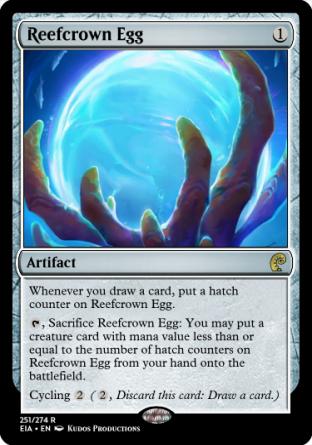 Reefcrown Egg 1
Artifact
Whenever you draw a card, put a hatch
counter on Reefcrown Egg.
, Sacrifice Reefcrown Egg: You may put a
creature card with mana value less than or
equal to the number of hatch counters on
Reefcrown Egg from your hand onto the
battlefield.
Cycling 2 ( 2, Discard this card: Draw a card.)
251/274 R
EIA • EN Kudos Productions